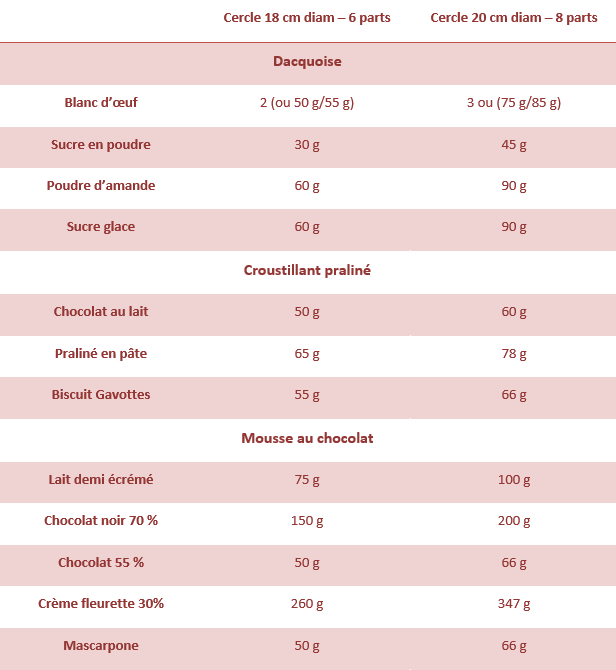 Cercle 18 cm diam – 6 parts Cercle 20 cm diam – 8 parts
Dacquoise
Blanc d’œuf 2 (ou 50 g/55 g) 3 ou (75 g/85 g)
Sucre en poudre 30 g 45 g
Poudre d’amande 60 g 90 g
Sucre glace 60 g 90 g
Croustillant praliné
Chocolat au lait 50 g 60 g
Praliné en pâte 65 g 78 g
Biscuit Gavottes 55 g 66 g
Mousse au chocolat
Lait demi écrémé 75 g 100 g
Chocolat noir 70 % 150 g 200 g
Chocolat 55 % 50 g 66 g
Crème fleurette 30% 260 g 347 g
Mascarpone 50 g 66 g